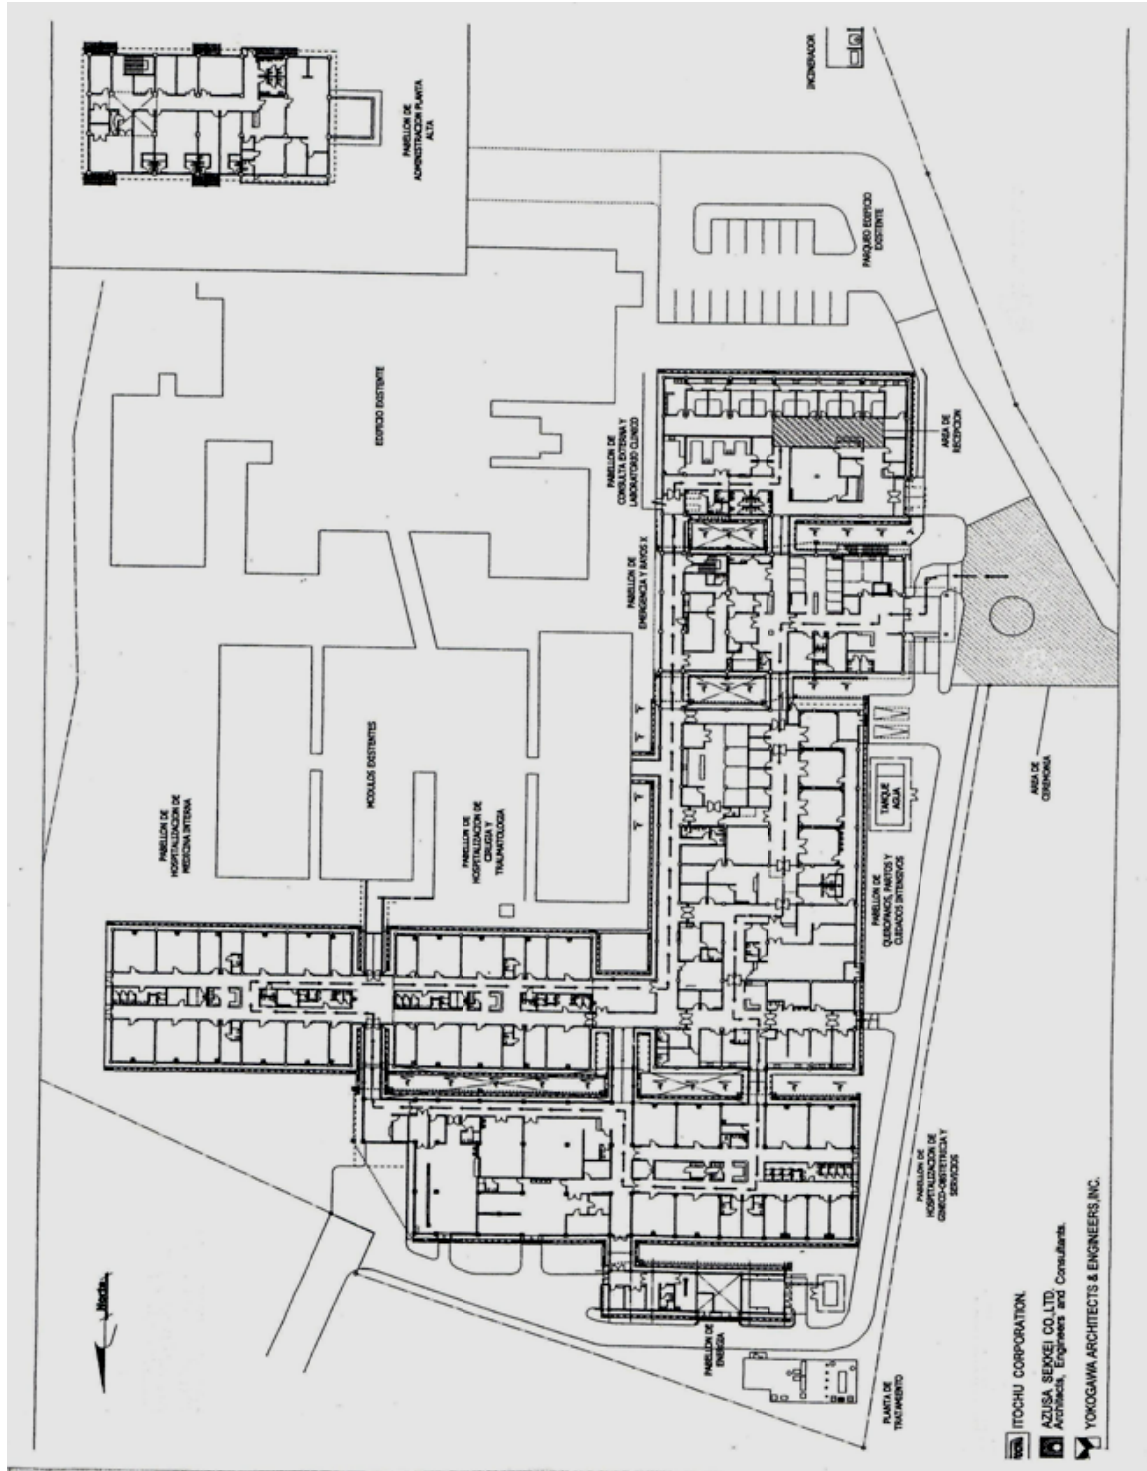 PABELLON DE
ADMINISTRACION PLANTA
ALTA
INCINERADOR
PARQUEO EDIFICIO
EXISTENTE
EDIFICIO EXISTENTE
PABELLON DE
CONSULTA EXTERNA Y
LABORATORIO CLINICO
AREA DE
RECEPCION
PABELLON DE
EMERGENCIA Y RAYOS X
MODULOS EXISTENTES
PABELLON DE
HOSPITALIZACION DE
MEDICINA INTERNA
PABELLON DE
HOSPITALIZACION DE
CIRUGIA Y
TRAUMATOLOGIA
TANQUE
AGUA
AREA DE
CEREMONIA
PABELLON DE
QUIROFANOS, PARTOS Y
CUIDADOS INTENSIVOS
PABELLON DE
HOSPITALIZACION DE
GINECO-OBSTETRICIA Y
SERVICIOS
Norte
PABELLON DE
ENERGIA
PLANTA DE
TRATAMIENTO
ITOCHU CORPORATION.
AZUSA SEKKEI CO.,LTD.
Architects, Engineers and Consultants.
YOKOGAWA ARCHITECTS & ENGINEERS,INC.